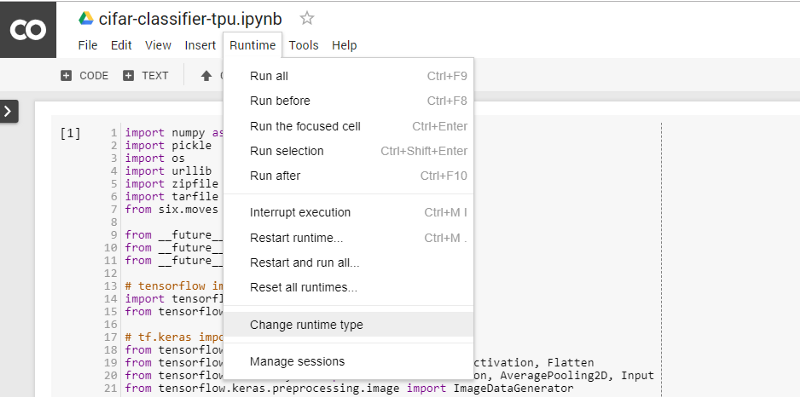 CO cifar-classifier-tpu.ipynb
File Edit View Insert Runtime Tools Help
CODE TEXT
Run all Ctrl+F9
Run before Ctrl+F8
Run the focused cell Ctrl+Enter
Run selection Ctrl+Shift+Enter
Run after Ctrl+F10
Interrupt execution Ctrl+M I
Restart runtime... Ctrl+M .
Restart and run all...
Reset all runtimes...
Change runtime type
Manage sessions
[1] 1 import numpy as
2 import pickle
3 import os
4 import urllib
5 import zipfile
6 import tarfile
7 from six.moves
8
9 from __future__
10 from __future__
11 from __future__
12
13 # tensorflow im
14 import tensorfl
15 from tensorflow
16
17 # tf.keras impo
18 from tensorflow
19 from tensorflow ctivation, Flatten
20 from tensorflow on, AveragePooling2D, Input
21 from tensorflow.keras.preprocessing.image import ImageDataGenerator